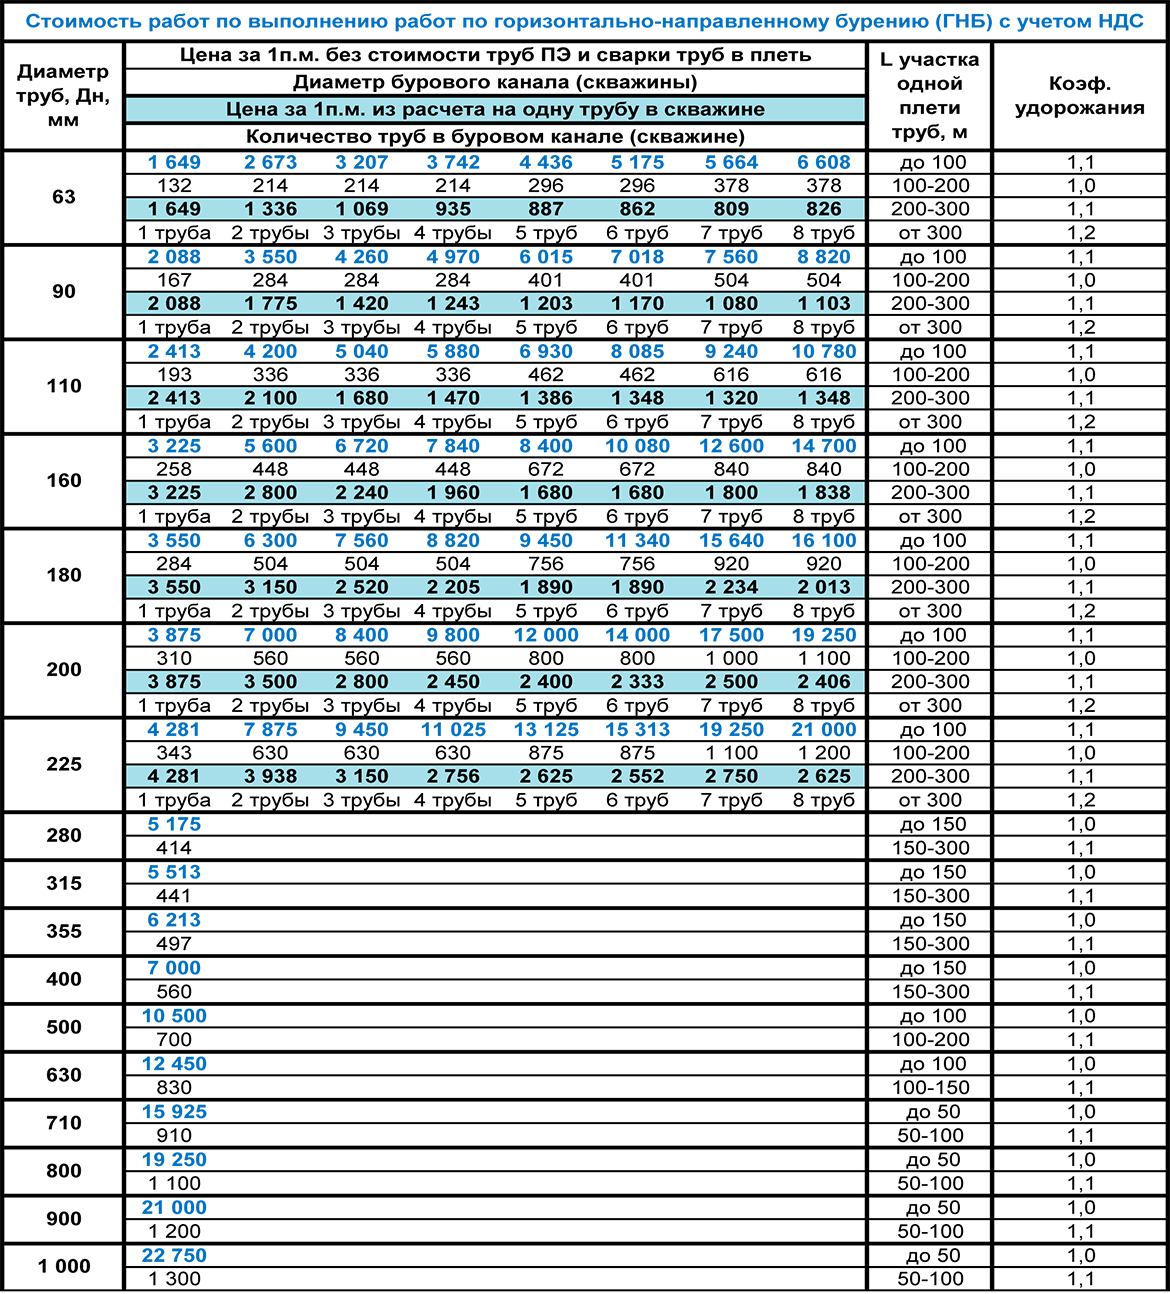 Стоимость работ по выполнению работ по горизонтально-направленному бурению (ГНБ) с учетом НДС
Диаметр труб, Дн, мм
Цена за 1п.м. без стоимости труб ПЭ и сварки труб в плеть
Диаметр бурового канала (скважины)
Цена за 1п.м. из расчета на одну трубу в скважине
Количество труб в буровом канале (скважине)
L участка одной плети труб, м
Коэф. удорожания
63
1 649 2 673 3 207 3 742 4 436 5 175 5 664 6 608 до 100 1,1
132 214 214 214 296 296 378 378 100-200 1,0
1 649 1 336 1 069 935 887 862 809 826 200-300 1,1
1 труба 2 трубы 3 трубы 4 трубы 5 труб 6 труб 7 труб 8 труб от 300 1,2
90
2 088 3 550 4 260 4 970 6 015 7 018 7 560 8 820 до 100 1,1
167 284 284 284 401 401 504 504 100-200 1,0
2 088 1 775 1 420 1 243 1 203 1 170 1 080 1 103 200-300 1,1
1 труба 2 трубы 3 трубы 4 трубы 5 труб 6 труб 7 труб 8 труб от 300 1,2
110
2 413 4 200 5 040 5 880 6 930 8 085 9 240 10 780 до 100 1,1
193 336 336 336 462 462 616 616 100-200 1,0
2 413 2 100 1 680 1 470 1 386 1 348 1 320 1 348 200-300 1,1
1 труба 2 трубы 3 трубы 4 трубы 5 труб 6 труб 7 труб 8 труб от 300 1,2
160
3 225 5 600 6 720 7 840 8 400 10 080 12 600 14 700 до 100 1,1
258 448 448 448 672 672 840 840 100-200 1,0
3 225 2 800 2 240 1 960 1 680 1 680 1 800 1 838 200-300 1,1
1 труба 2 трубы 3 трубы 4 трубы 5 труб 6 труб 7 труб 8 труб от 300 1,2
180
3 550 6 300 7 560 8 820 9 450 11 340 15 640 16 100 до 100 1,1
284 504 504 504 756 756 920 920 100-200 1,0
3 550 3 150 2 520 2 205 1 890 1 890 2 234 2 013 200-300 1,1
1 труба 2 трубы 3 трубы 4 трубы 5 труб 6 труб 7 труб 8 труб от 300 1,2
200
3 875 7 000 8 400 9 800 12 000 14 000 17 500 19 250 до 100 1,1
310 560 560 560 800 800 1 000 1 100 100-200 1,0
3 875 3 500 2 800 2 450 2 400 2 333 2 500 2 406 200-300 1,1
1 труба 2 трубы 3 трубы 4 трубы 5 труб 6 труб 7 труб 8 труб от 300 1,2
225
4 281 7 875 9 450 11 025 13 125 15 313 19 250 21 000 до 100 1,1
343 630 630 630 875 875 1 100 1 200 100-200 1,0
4 281 3 938 3 150 2 756 2 625 2 552 2 750 2 625 200-300 1,1
1 труба 2 трубы 3 трубы 4 трубы 5 труб 6 труб 7 труб 8 труб от 300 1,2
280
5 175 до 150 1,0
414 150-300 1,1
315
5 513 до 150 1,0
441 150-300 1,1
355
6 213 до 150 1,0
497 150-300 1,1
400
7 000 до 150 1,0
560 150-300 1,1
500
10 500 до 100 1,0
700 100-200 1,1
630
12 450 до 100 1,0
830 100-150 1,1
710
15 925 до 50 1,0
910 50-100 1,1
800
19 250 до 50 1,0
1 100 50-100 1,1
900
21 000 до 50 1,0
1 200 50-100 1,1
1 000
22 750 до 50 1,0
1 300 50-100 1,1